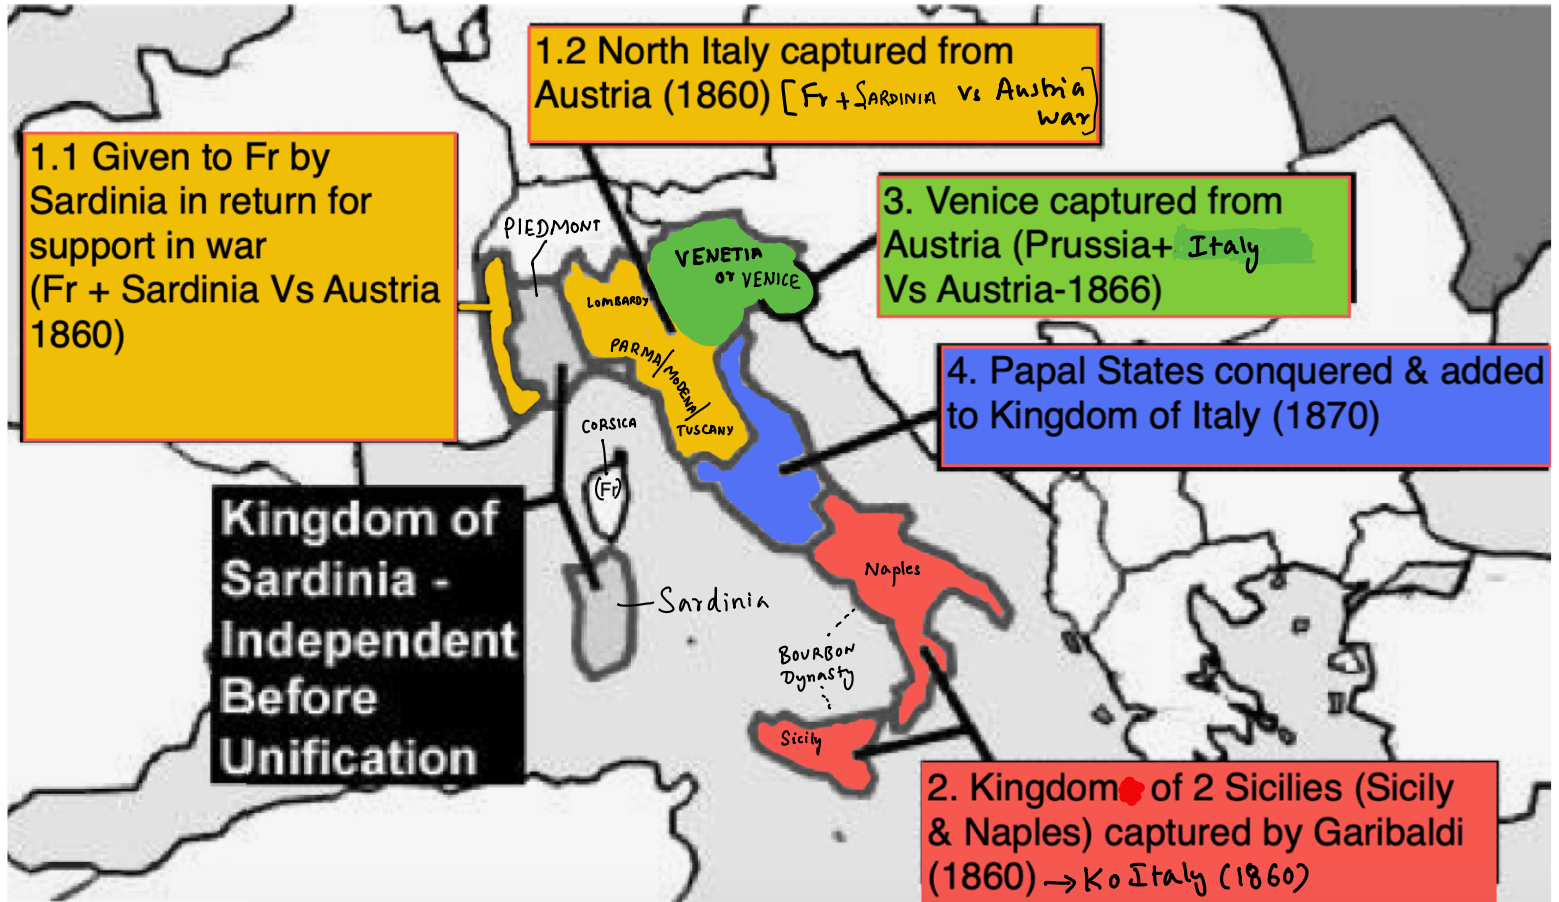 1.2 North Italy captured from
Austria (1860) [Fr + SARDINIA vs Austria
war]
1.1 Given to Fr by
Sardinia in return for
support in war
(Fr + Sardinia Vs Austria
1860)
3. Venice captured from
Austria (Prussia+ Italy
Vs Austria-1866)
PIEDMONT
VENETIA
or VENICE
LOMBARDY
PARMA/
MODENA/
TUSCANY
4. Papal States conquered & added
to Kingdom of Italy (1870)
CORSICA
(Fr)
Kingdom of
Sardinia -
Independent
Before
Unification
Sardinia
Naples
BOURBON
Dynasty
Sicily
2. Kingdom of 2 Sicilies (Sicily
& Naples) captured by Garibaldi
(1860) → Ko Italy (1860)